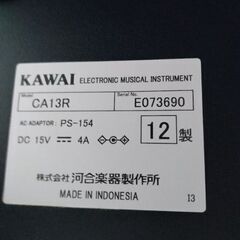 KAWAI ELECTRONIC MUSICAL INSTRUMENT
Model Serial No.
CA13R E073690
AC ADAPTOR: PS-154
DC 15V ⎓ 4A
12 製
株式会社 河合楽器製作所
MADE IN INDONESIA
I3